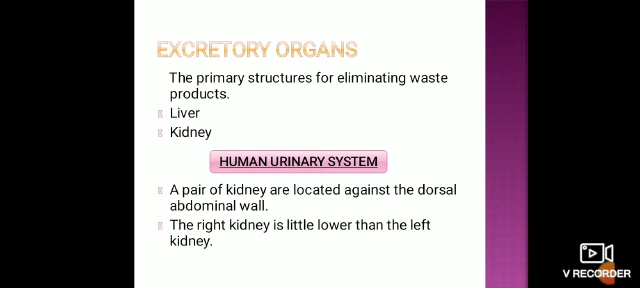 EXCRETORY ORGANS
The primary structures for eliminating waste
products.
Liver
Kidney
HUMAN URINARY SYSTEM
A pair of kidney are located against the dorsal
abdominal wall.
The right kidney is little lower than the left
kidney.
V RECORDER